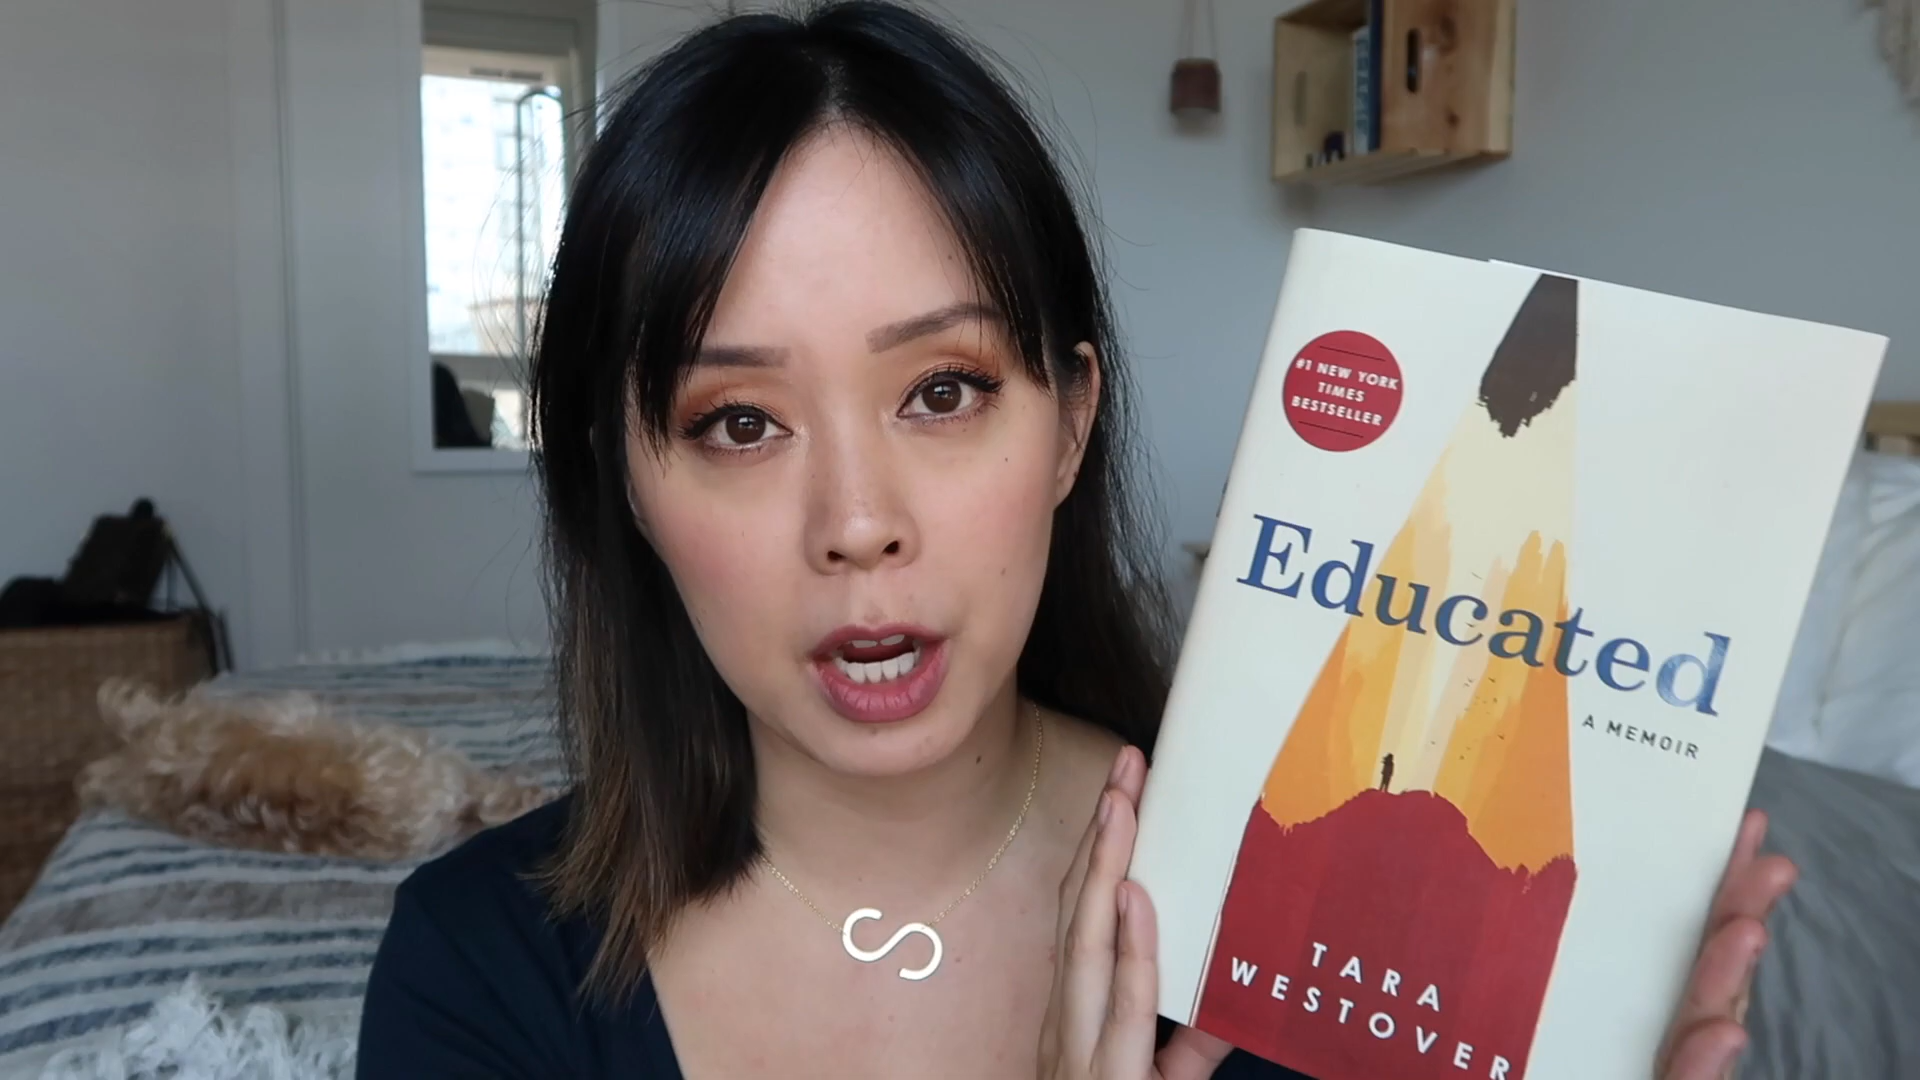 #1 NEW YORK
TIMES
BESTSELLER
Educated
A MEMOIR
TARA
WESTOVER